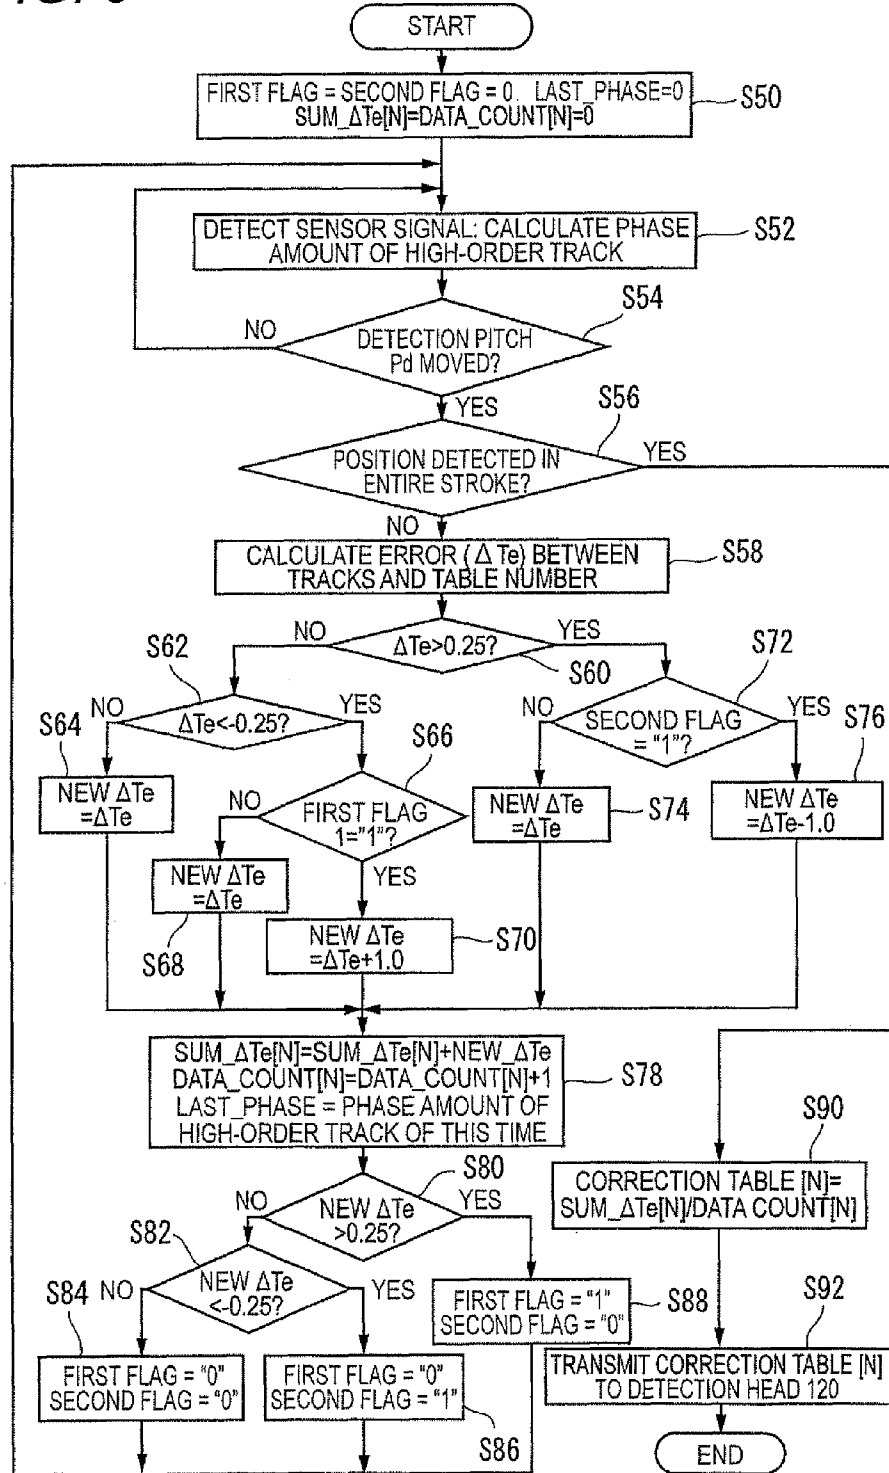 START
FIRST FLAG = SECOND FLAG = 0. LAST_PHASE=0
SUM_ΔTe[N]=DATA_COUNT[N]=0
S50
DETECT SENSOR SIGNAL: CALCULATE PHASE
AMOUNT OF HIGH-ORDER TRACK
S52
S54
NO
DETECTION PITCH
Pd MOVED?
YES
S56
YES
POSITION DETECTED IN
ENTIRE STROKE?
NO
CALCULATE ERROR (ΔTe) BETWEEN
TRACKS AND TABLE NUMBER
S58
NO
ΔTe>0.25?
YES
S60
S62
NO
ΔTe<-0.25?
YES
S72
NO
SECOND FLAG
= "1"?
YES
S64
NEW ΔTe
=ΔTe
S66
NO
FIRST FLAG
1="1"?
YES
NEW ΔTe
=ΔTe
S74
S76
NEW ΔTe
=ΔTe-1.0
NEW ΔTe
=ΔTe
S68
NEW ΔTe
=ΔTe+1.0
S70
SUM_ΔTe[N]=SUM_ΔTe[N]+NEW_ΔTe
DATA_COUNT[N]=DATA_COUNT[N]+1
LAST_PHASE = PHASE AMOUNT OF
HIGH-ORDER TRACK OF THIS TIME
S78
S80
NO
NEW ΔTe
>0.25?
YES
S82
NO
NEW ΔTe
<-0.25?
YES
S84
FIRST FLAG = "0"
SECOND FLAG = "0"
FIRST FLAG = "0"
SECOND FLAG = "1"
S86
FIRST FLAG = "1"
SECOND FLAG = "0"
S88
S90
CORRECTION TABLE [N]=
SUM_ΔTe[N]/DATA COUNT[N]
S92
TRANSMIT CORRECTION TABLE [N]
TO DETECTION HEAD 120
END